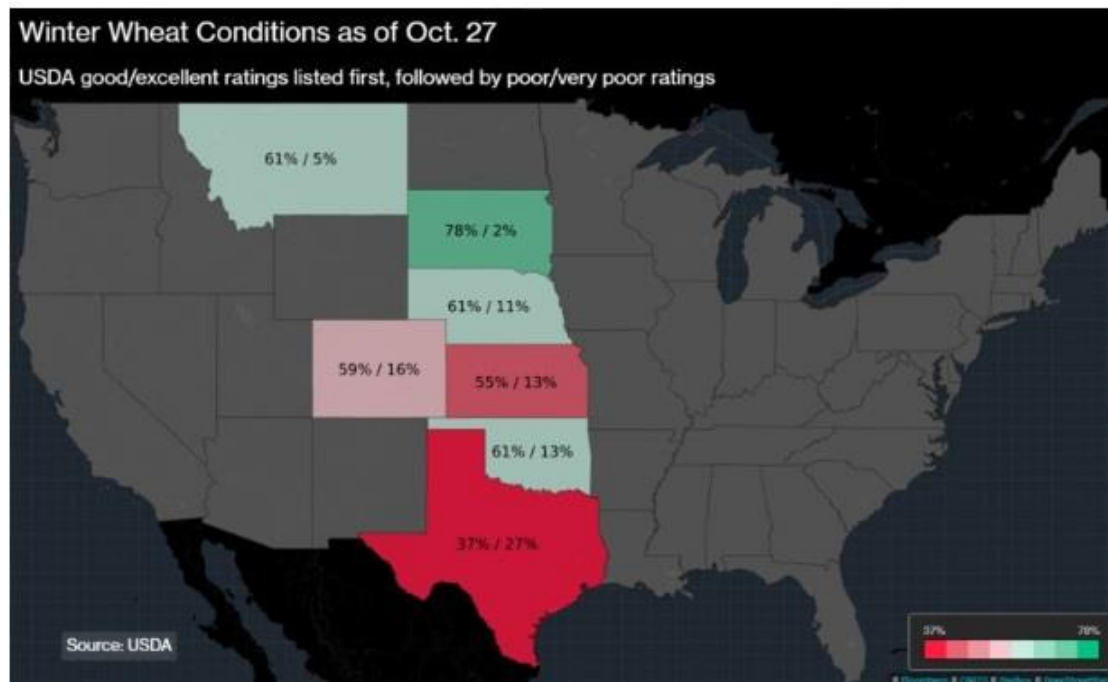 Winter Wheat Conditions as of Oct. 27
USDA good/excellent ratings listed first, followed by poor/very poor ratings
61% / 5%
78% / 2%
61% / 11%
59% / 16%
55% / 13%
61% / 13%
37% / 27%
Source: USDA
37% 78%